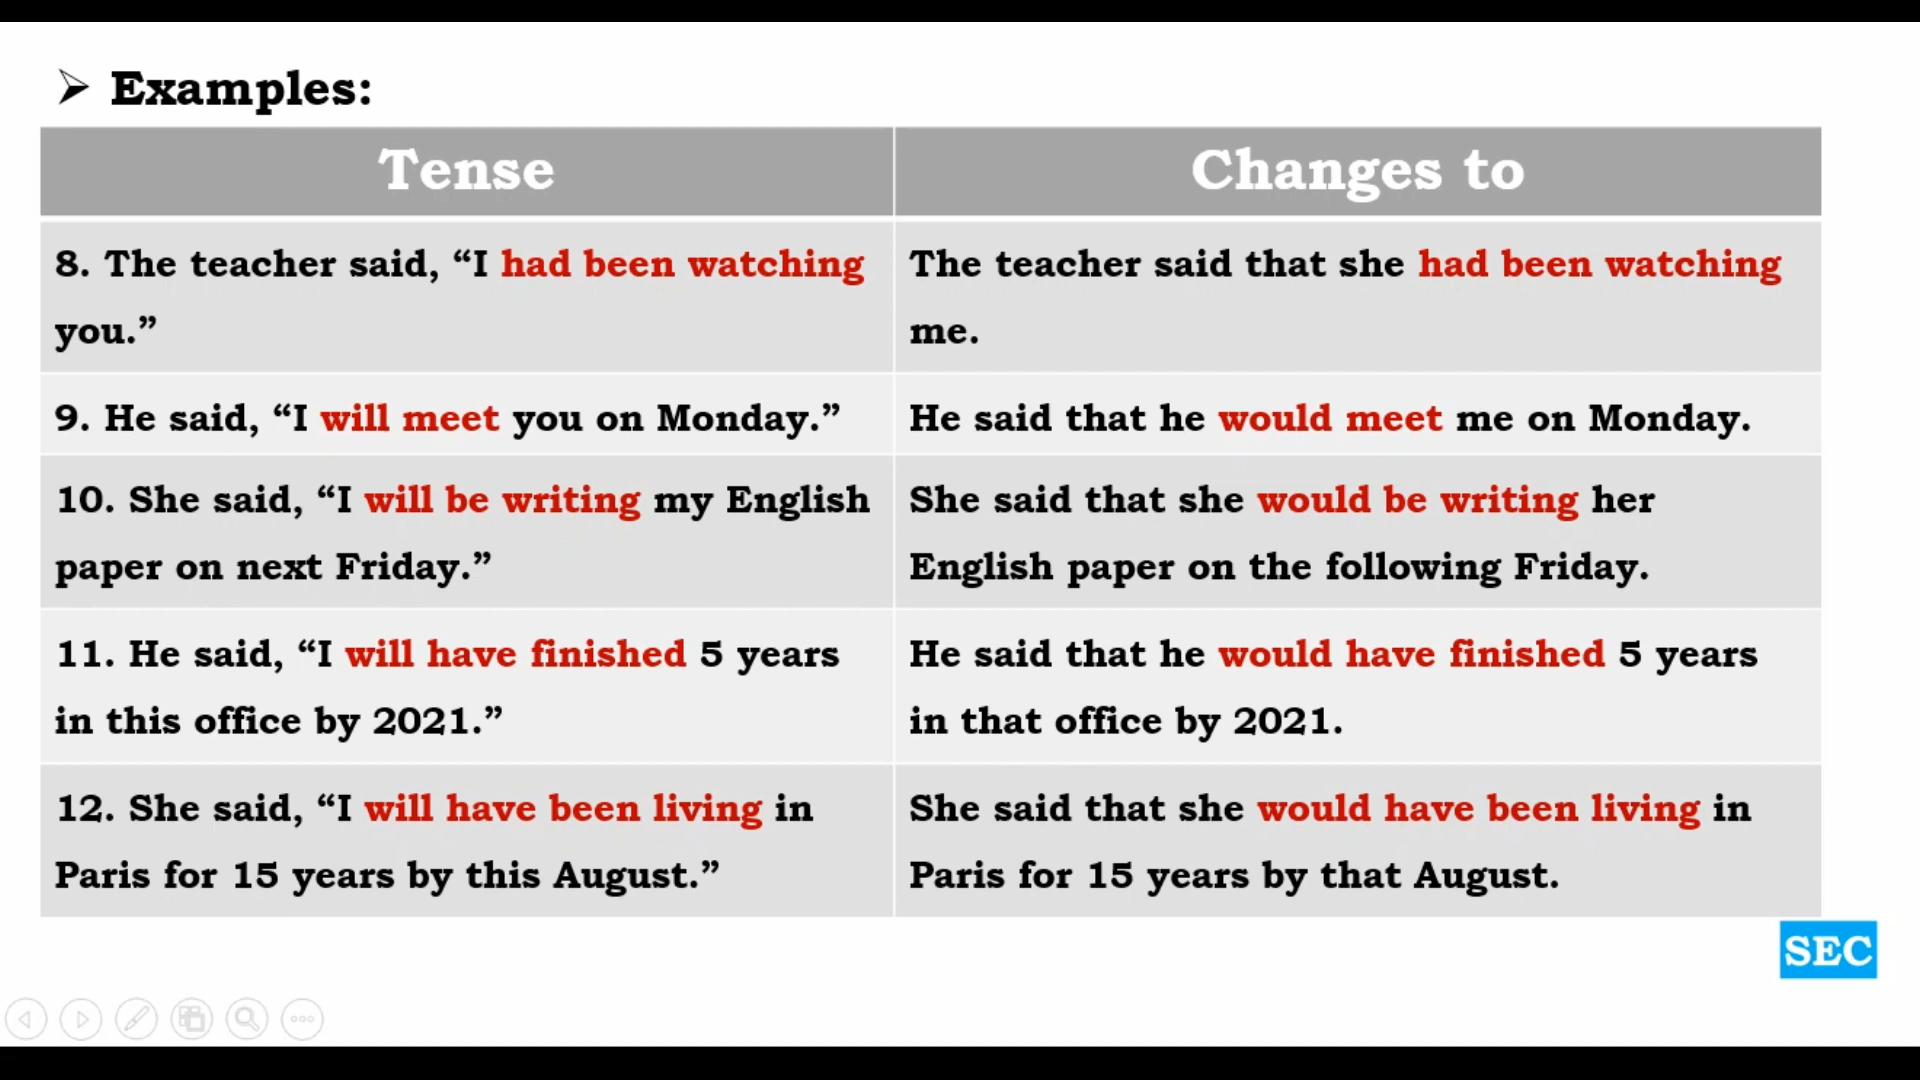 ➢ Examples:
Tense
Changes to
8. The teacher said, “I had been watching
you.”
The teacher said that she had been watching
me.
9. He said, “I will meet you on Monday.”
He said that he would meet me on Monday.
10. She said, “I will be writing my English
paper on next Friday.”
She said that she would be writing her
English paper on the following Friday.
11. He said, “I will have finished 5 years
in this office by 2021.”
He said that he would have finished 5 years
in that office by 2021.
12. She said, “I will have been living in
Paris for 15 years by this August.”
She said that she would have been living in
Paris for 15 years by that August.
SEC